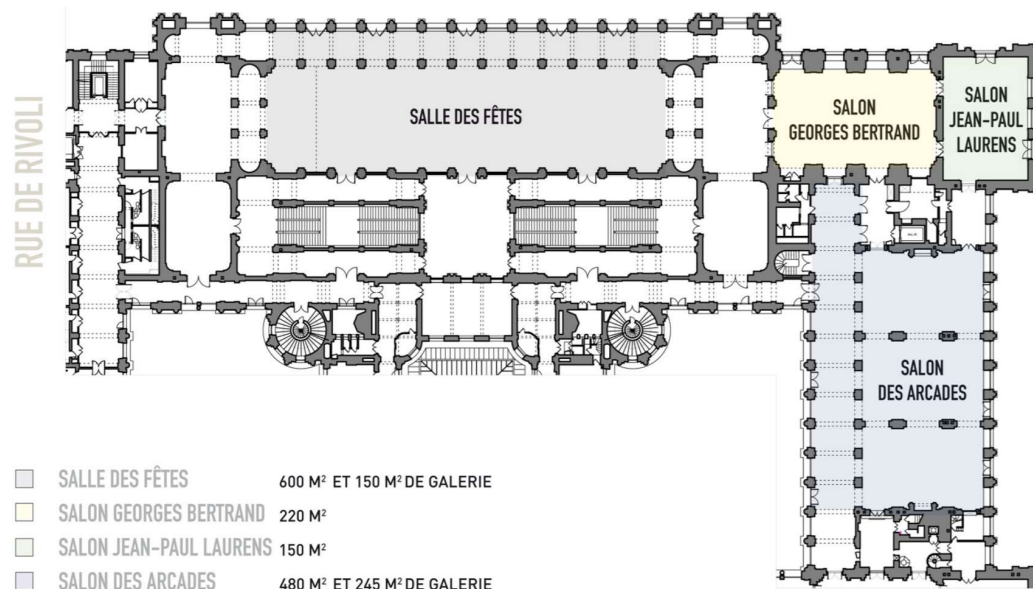 RUE DE RIVOLI
SALLE DES FÊTES
SALON
GEORGES BERTRAND
SALON
JEAN-PAUL
LAURENS
SALON
DES ARCADES
SALLE DES FÊTES 600 M² ET 150 M² DE GALERIE
SALON GEORGES BERTRAND 220 M²
SALON JEAN-PAUL LAURENS 150 M²
SALON DES ARCADES 480 M² ET 245 M² DE GALERIE